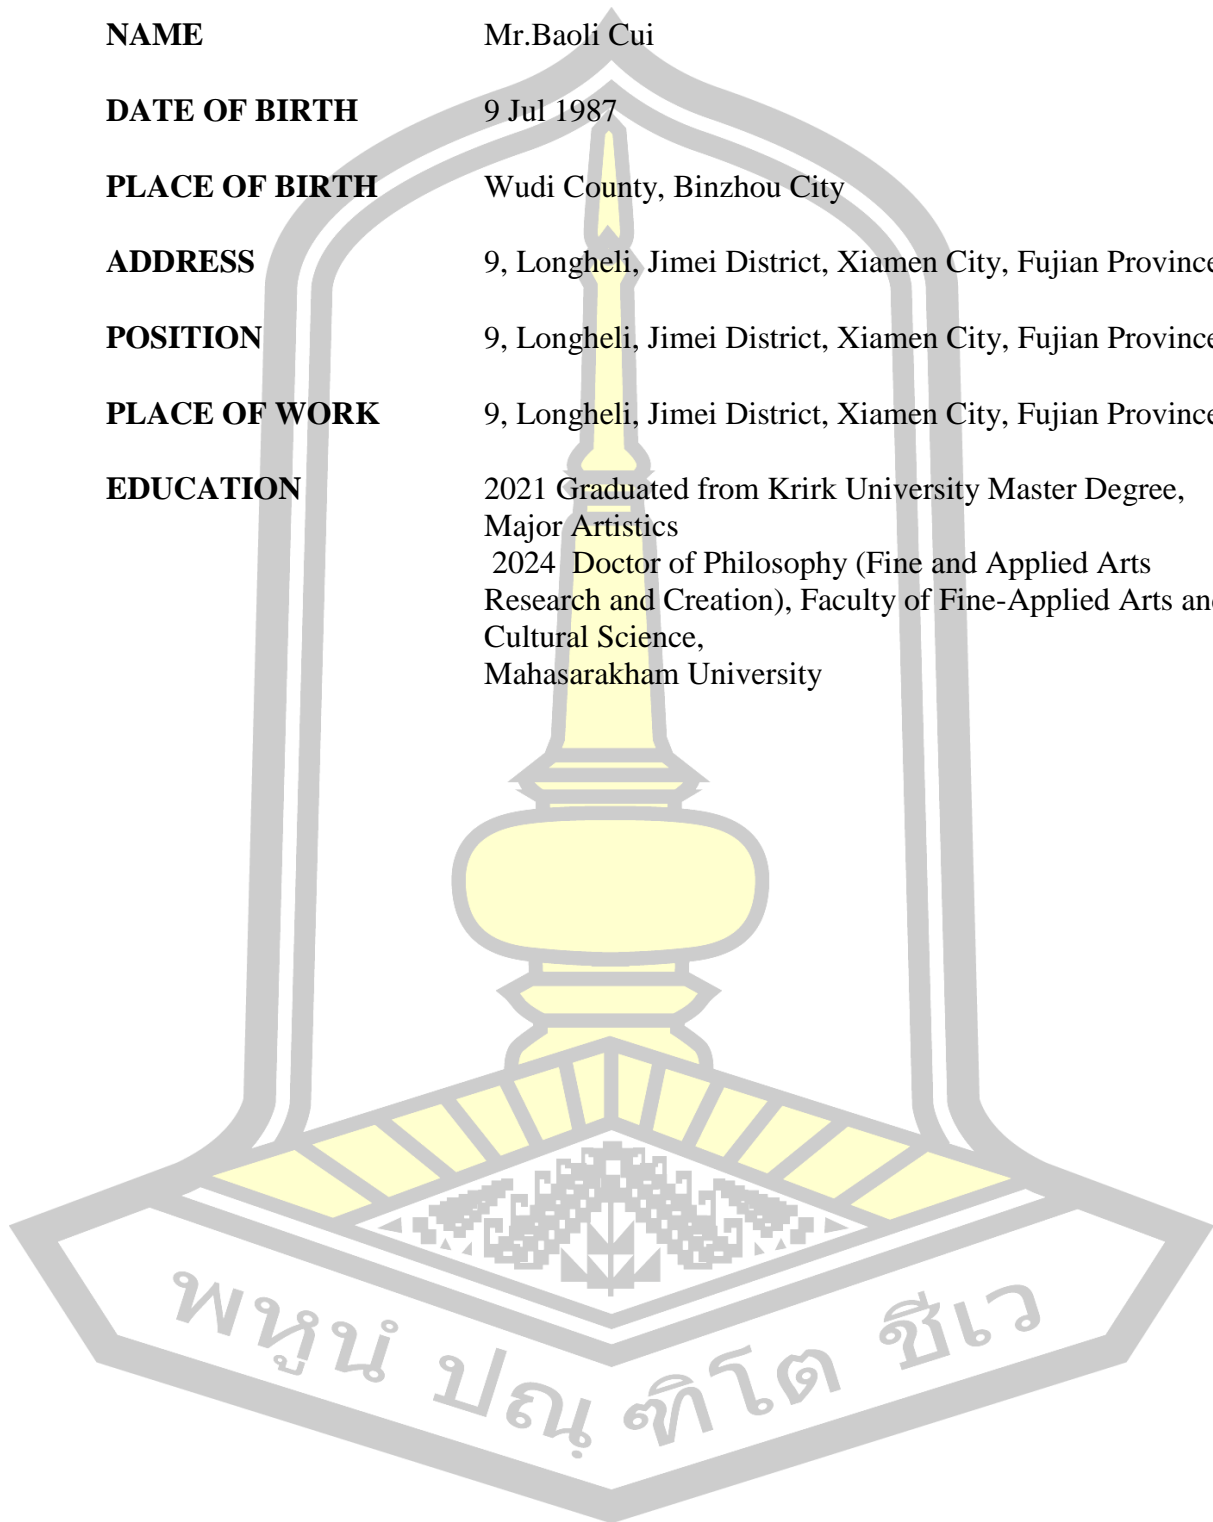 NAME Mr.Baoli Cui
DATE OF BIRTH 9 Jul 1987
PLACE OF BIRTH Wudi County, Binzhou City
ADDRESS 9, Longheli, Jimei District, Xiamen City, Fujian Province
POSITION 9, Longheli, Jimei District, Xiamen City, Fujian Province
PLACE OF WORK 9, Longheli, Jimei District, Xiamen City, Fujian Province
EDUCATION 2021 Graduated from Krirk University Master Degree,
Major Artistics
2024 Doctor of Philosophy (Fine and Applied Arts
Research and Creation), Faculty of Fine-Applied Arts and
Cultural Science,
Mahasarakham University
พหูนํ ปณฺฑิโต ชีเว